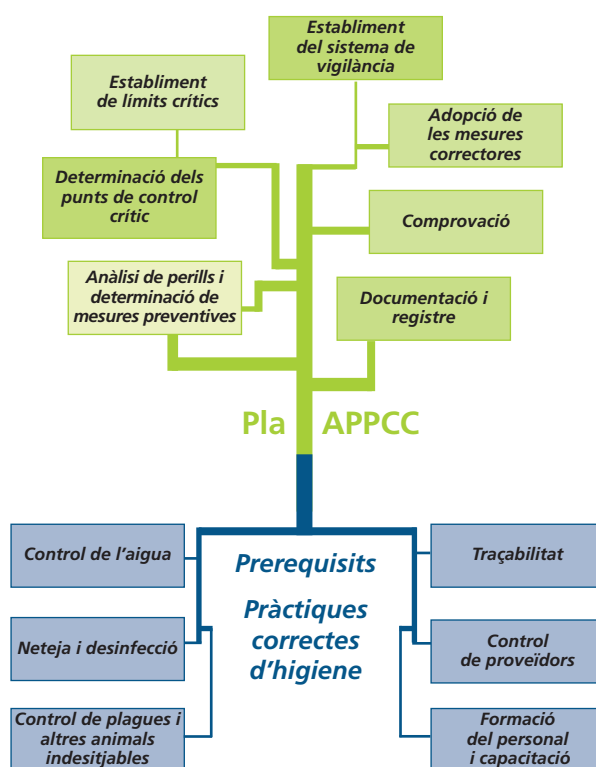 Establiment
del sistema de
vigilància
Establiment
de límits crítics
Adopció de
les mesures
correctores
Determinació dels
punts de control
crític
Comprovació
Anàlisi de perills i
determinació de
mesures preventives
Documentació i
registre
Pla APPCC
Control de l’aigua
Prerequisits
Traçabilitat
Pràctiques
correctes
d’higiene
Neteja i desinfecció
Control
de proveïdors
Control de plagues i
altres animals
indesitjables
Formació
del personal
i capacitació